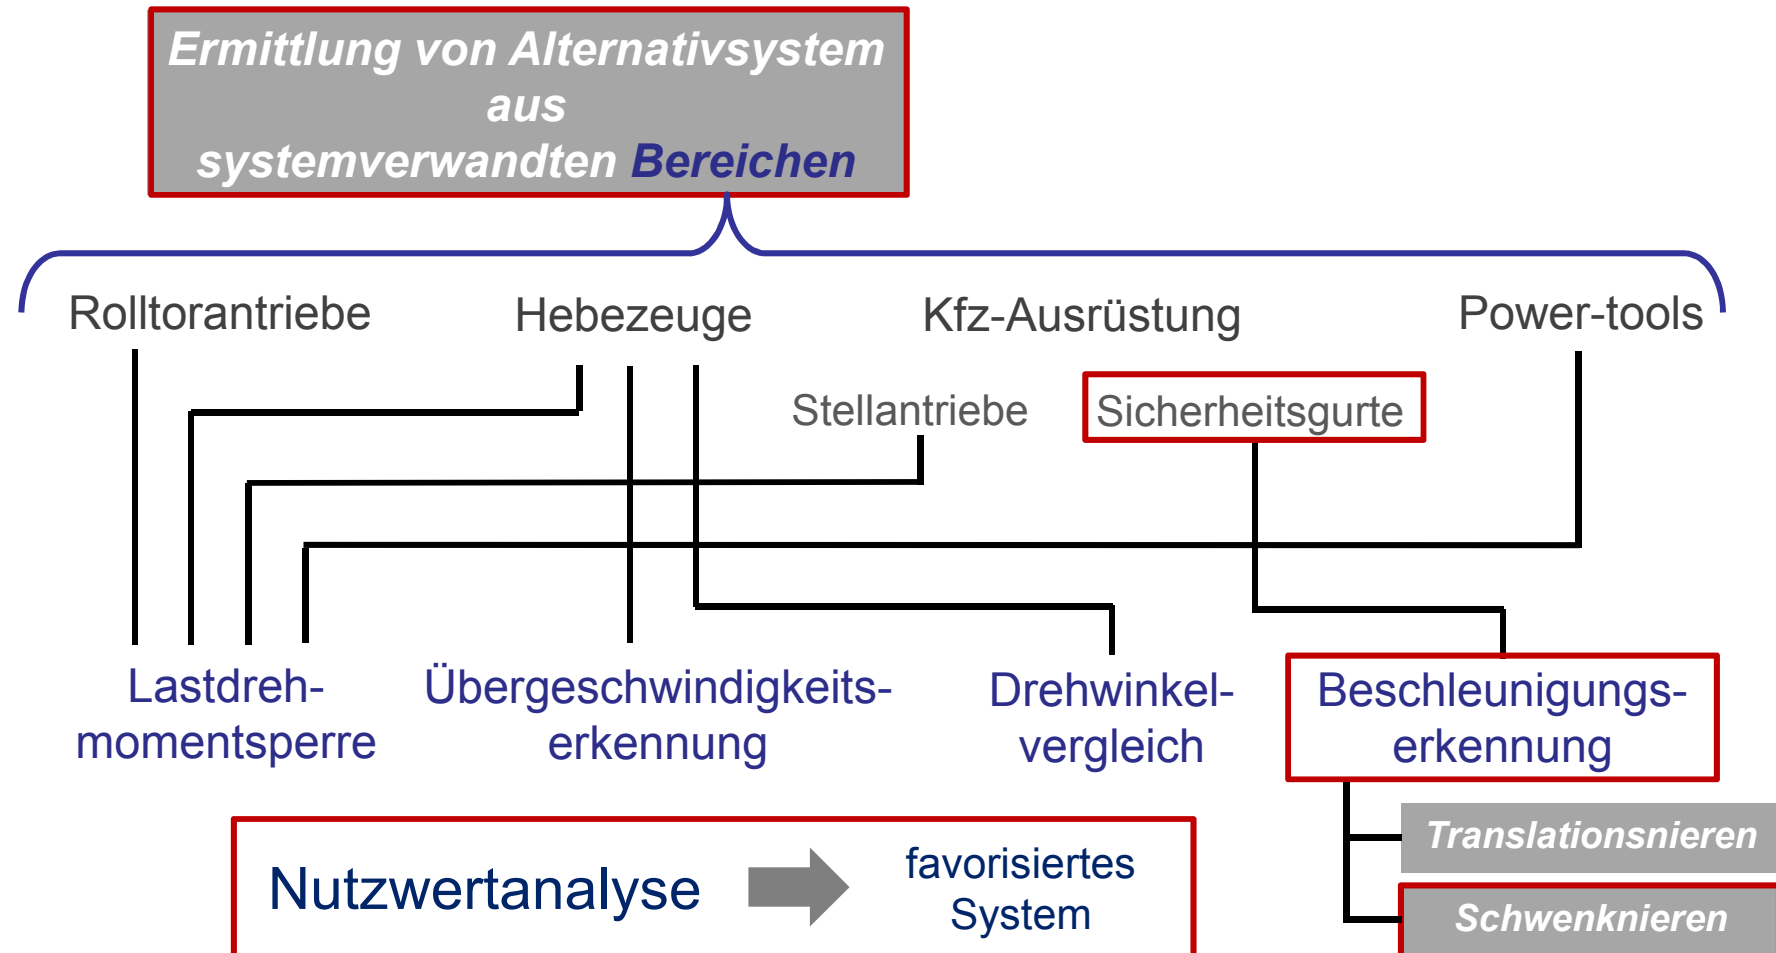 Ermittlung von Alternativsystem
aus
systemverwandten Bereichen
Rolltorantriebe
Hebezeuge
Kfz-Ausrüstung
Power-tools
Stellantriebe
Sicherheitsgurte
Lastdreh-
momentsperre
Übergeschwindigkeits-
erkennung
Drehwinkel-
vergleich
Beschleunigungs-
erkennung
Translationsnieren
Schwenknieren
Nutzwertanalyse
favorisiertes
System